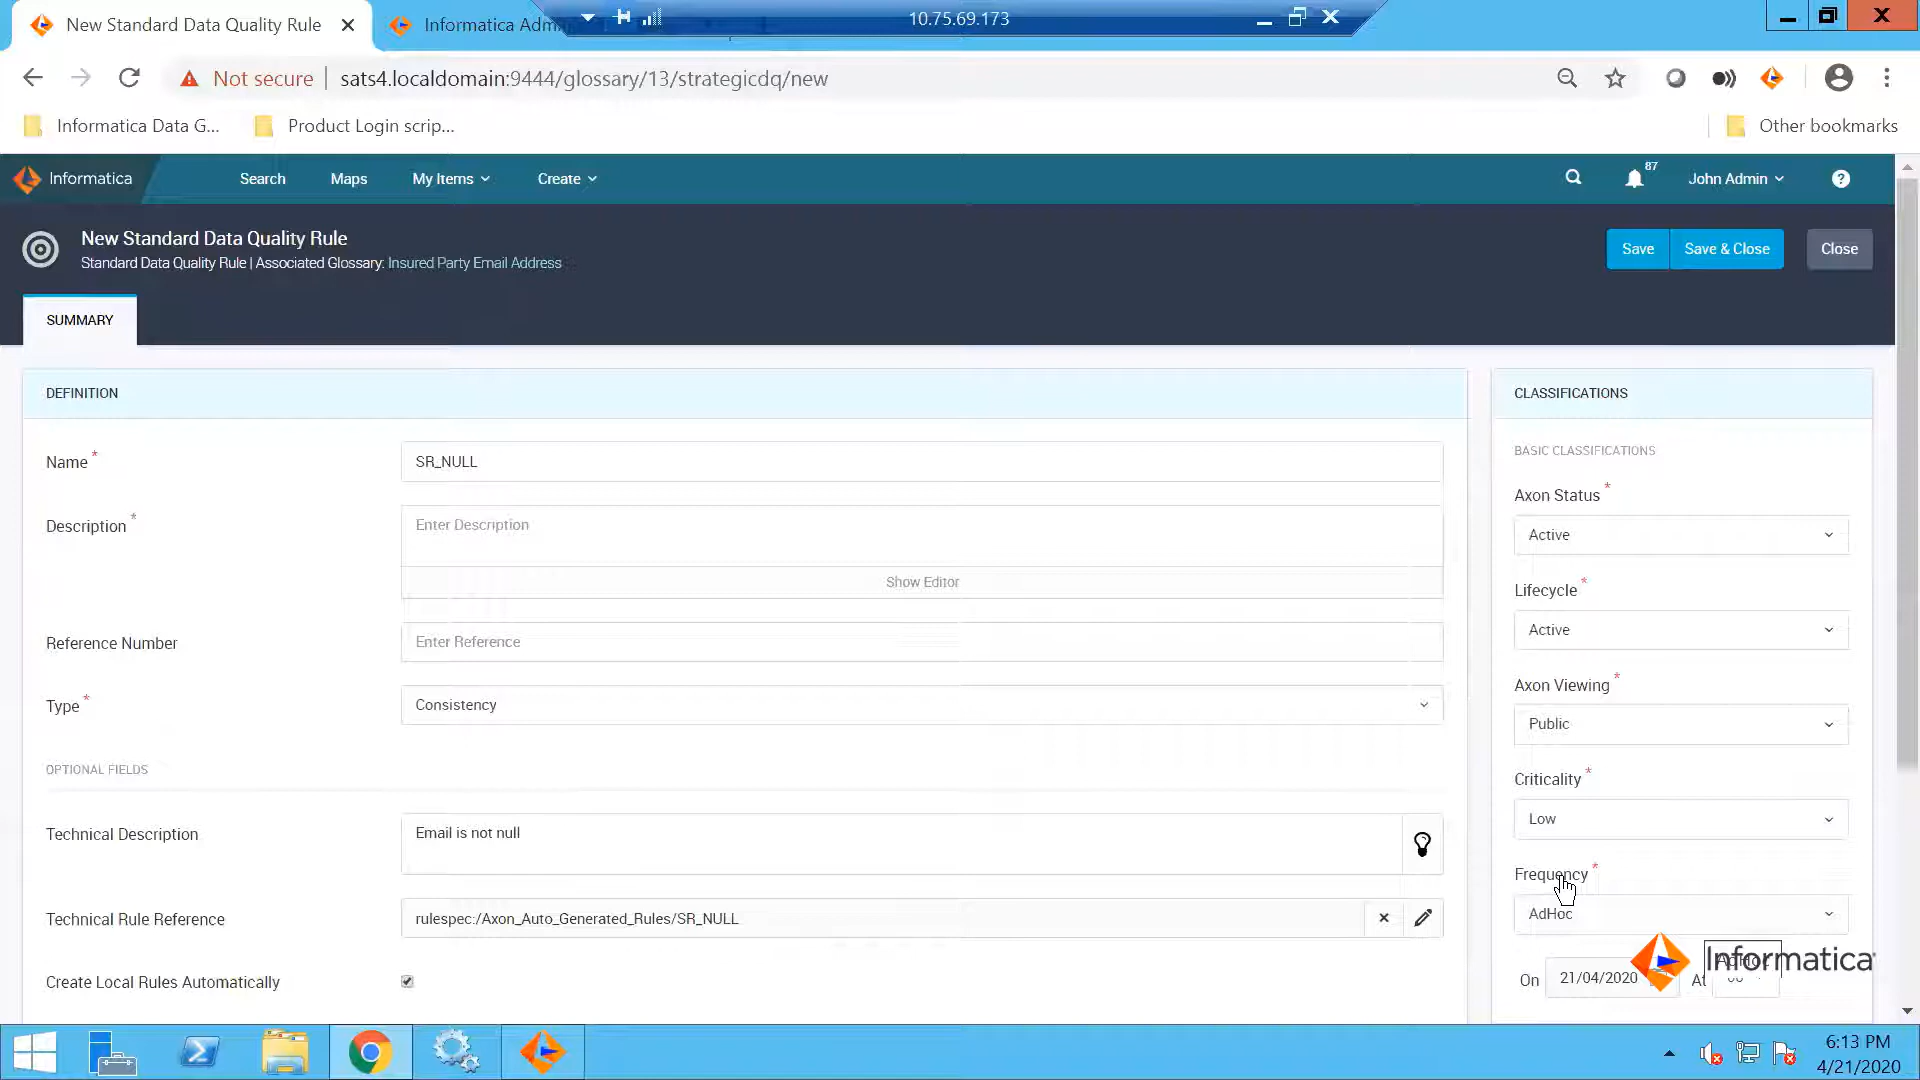 New Standard Data Quality Rule
Informatica Adm
10.75.69.173
Not secure
sats4.localdomain:9444/glossary/13/strategicdq/new
Informatica Data G...
Product Login scrip...
Other bookmarks
Informatica
Search
Maps
My Items
Create
87
John Admin
New Standard Data Quality Rule
Standard Data Quality Rule | Associated Glossary: Insured Party Email Address
Save
Save & Close
Close
SUMMARY
DEFINITION
Name *
SR_NULL
Description *
Enter Description
Show Editor
Reference Number
Enter Reference
Type *
Consistency
OPTIONAL FIELDS
Technical Description
Email is not null
Technical Rule Reference
rulespec:/Axon_Auto_Generated_Rules/SR_NULL
Create Local Rules Automatically
CLASSIFICATIONS
BASIC CLASSIFICATIONS
Axon Status *
Active
Lifecycle *
Active
Axon Viewing *
Public
Criticality *
Low
Frequency *
AdHoc
On
21/04/2020
At
Informatica
6:13 PM
4/21/2020